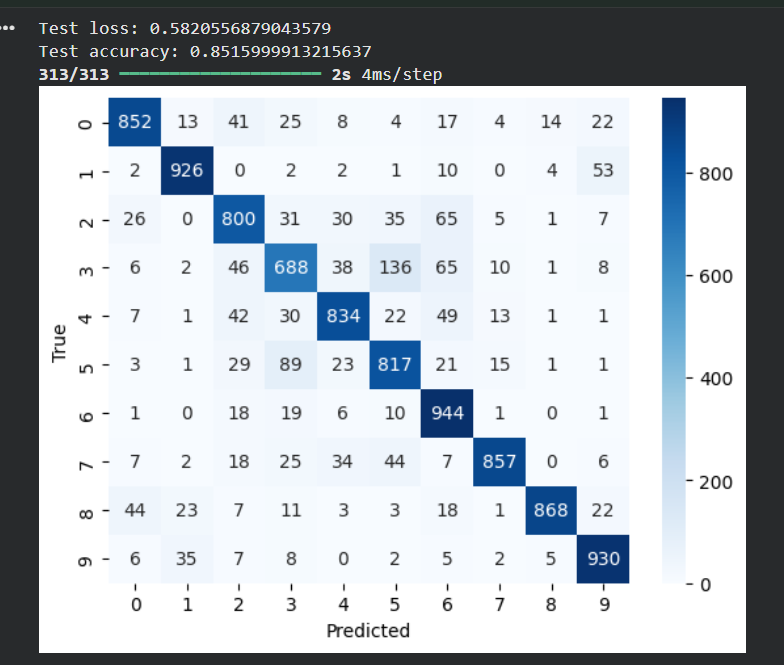 ••• Test loss: 0.5820556879043579
Test accuracy: 0.8515999913215637
313/313 ━━━━━━━━━━━━━━━━━━━━ 2s 4ms/step
0 852 13 41 25 8 4 17 4 14 22
1 2 926 0 2 2 1 10 0 4 53
2 26 0 800 31 30 35 65 5 1 7
3 6 2 46 688 38 136 65 10 1 8
4 7 1 42 30 834 22 49 13 1 1
5 3 1 29 89 23 817 21 15 1 1
6 1 0 18 19 6 10 944 1 0 1
7 7 2 18 25 34 44 7 857 0 6
8 44 23 7 11 3 3 18 868 22
9 6 35 7 8 0 2 5 2 5 930
0 1 2 3 4 5 6 7 8 9
Predicted
True
800
600
400
200
0